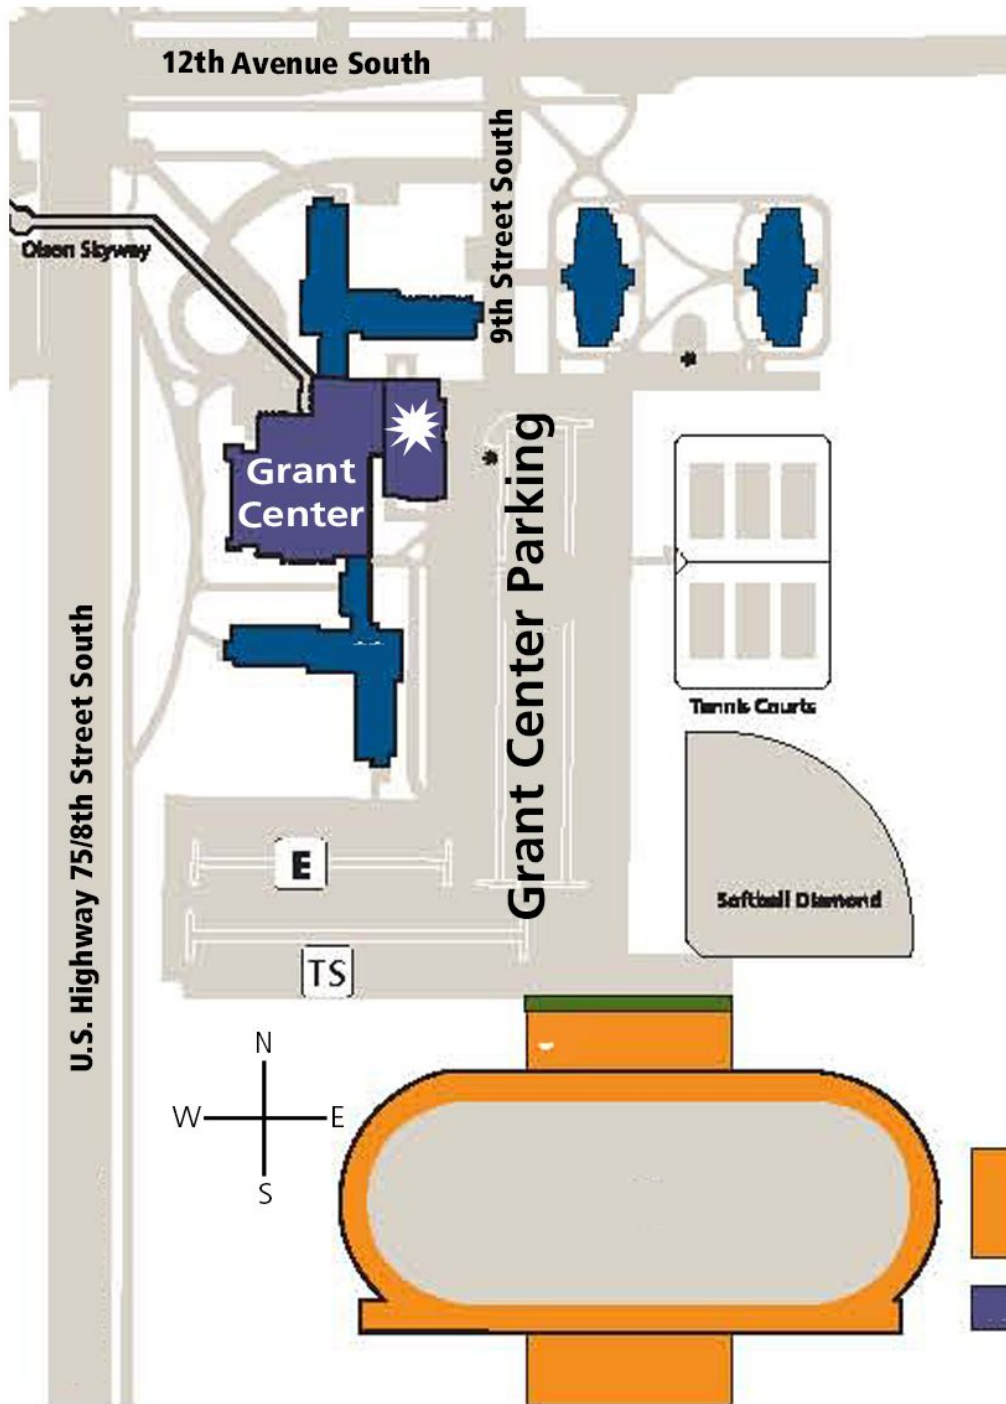 12th Avenue South
9th Street South
Olson Skyway
Grant
Center
Grant Center Parking
Tennis Courts
U.S. Highway 75/8th Street South
E
Softball Diamond
TS
N
W
E
S